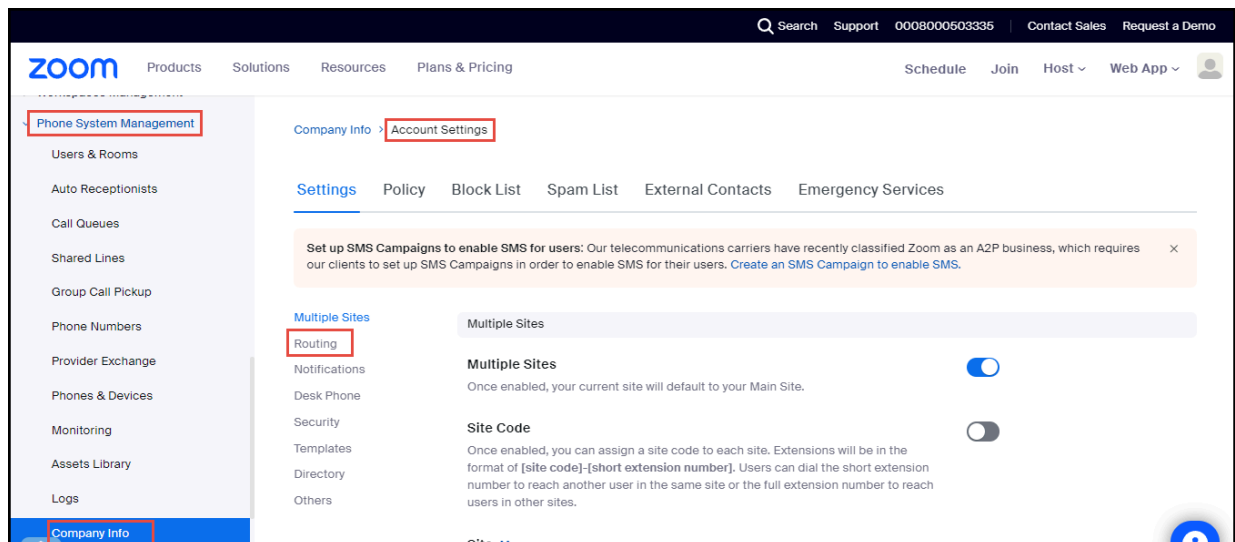 Search Support 0008000503335 Contact Sales Request a Demo
zoom Products Solutions Resources Plans & Pricing Schedule Join Host Web App
Phone System Management
Users & Rooms
Auto Receptionists
Call Queues
Shared Lines
Group Call Pickup
Phone Numbers
Provider Exchange
Phones & Devices
Monitoring
Assets Library
Logs
Company Info
Company Info > Account Settings
Settings Policy Block List Spam List External Contacts Emergency Services
Set up SMS Campaigns to enable SMS for users: Our telecommunications carriers have recently classified Zoom as an A2P business, which requires
our clients to set up SMS Campaigns in order to enable SMS for their users. Create an SMS Campaign to enable SMS.
Multiple Sites
Routing
Notifications
Desk Phone
Security
Templates
Directory
Others
Multiple Sites
Multiple Sites
Once enabled, your current site will default to your Main Site.
Site Code
Once enabled, you can assign a site code to each site. Extensions will be in the
format of [site code]-[short extension number]. Users can dial the short extension
number to reach another user in the same site or the full extension number to reach
users in other sites.